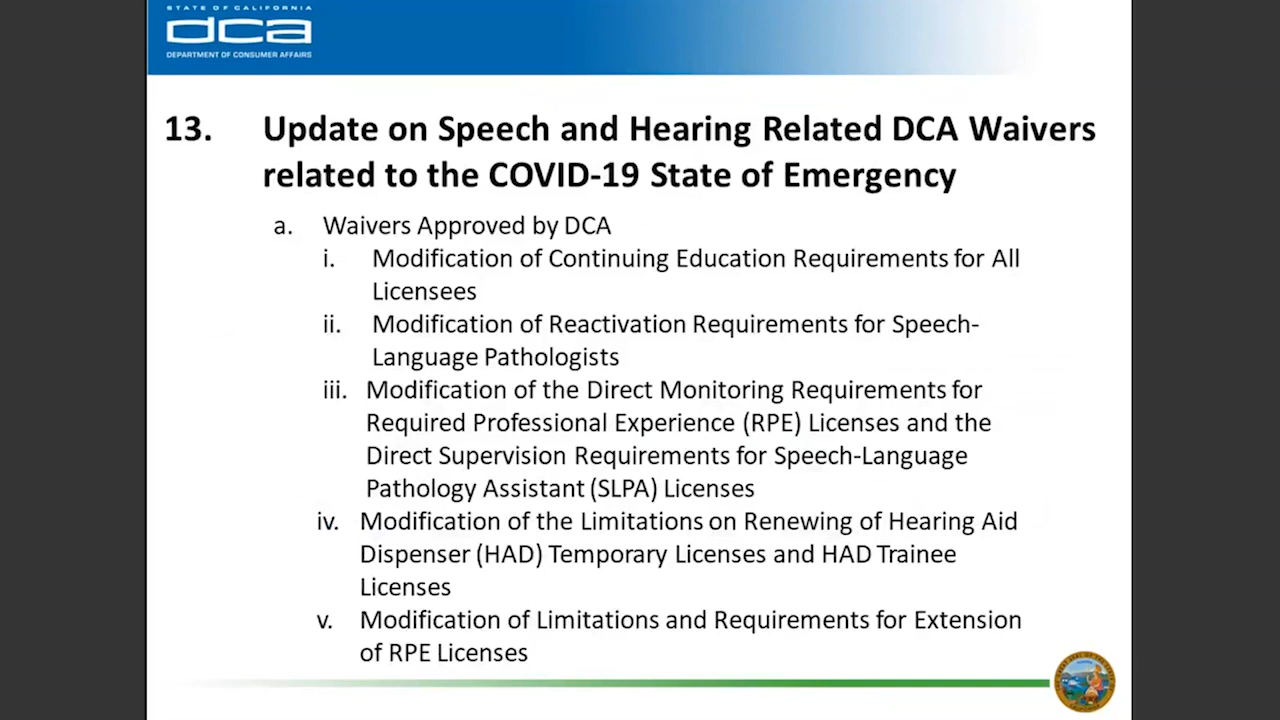 STATE OF CALIFORNIA
dca
DEPARTMENT OF CONSUMER AFFAIRS
13. Update on Speech and Hearing Related DCA Waivers
related to the COVID-19 State of Emergency
a. Waivers Approved by DCA
i. Modification of Continuing Education Requirements for All
Licensees
ii. Modification of Reactivation Requirements for Speech-
Language Pathologists
iii. Modification of the Direct Monitoring Requirements for
Required Professional Experience (RPE) Licenses and the
Direct Supervision Requirements for Speech-Language
Pathology Assistant (SLPA) Licenses
iv. Modification of the Limitations on Renewing of Hearing Aid
Dispenser (HAD) Temporary Licenses and HAD Trainee
Licenses
v. Modification of Limitations and Requirements for Extension
of RPE Licenses